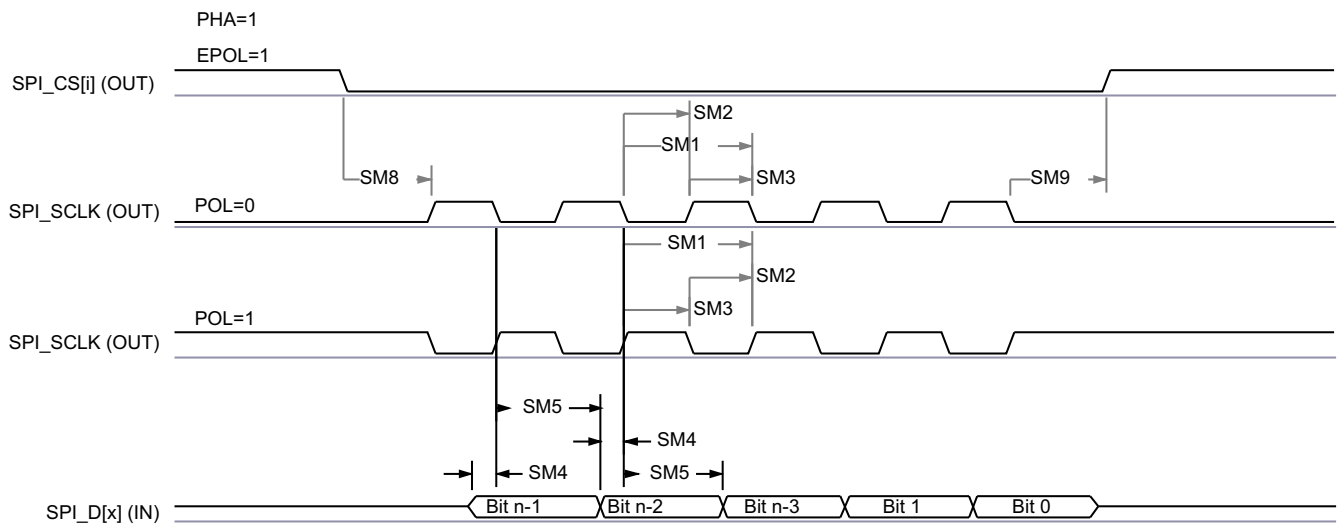 PHA=1
EPOL=1
SPI_CS[i] (OUT)
SM2
SM1
SM8
SM3
SM9
SPI_SCLK (OUT)
POL=0
SM1
SM2
SM3
POL=1
SPI_SCLK (OUT)
SM5
SM4
SM4
SM5
SPI_D[x] (IN)
Bit n-1
Bit n-2
Bit n-3
Bit 1
Bit 0